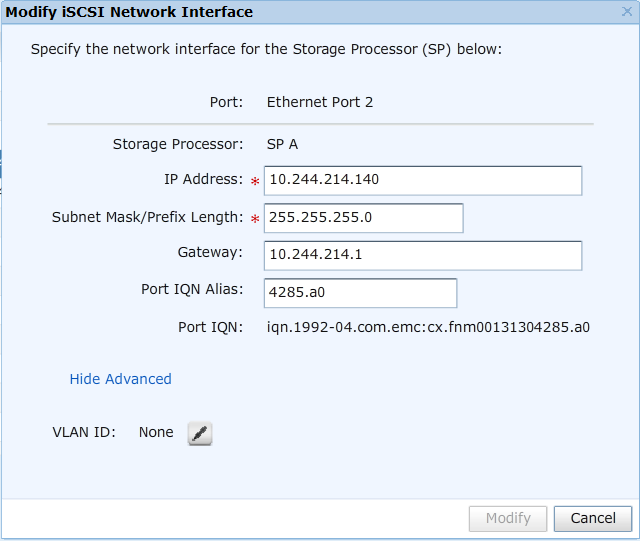 Modify iSCSI Network Interface
Specify the network interface for the Storage Processor (SP) below:
Port: Ethernet Port 2
Storage Processor: SP A
IP Address: * 10.244.214.140
Subnet Mask/Prefix Length: * 255.255.255.0
Gateway: 10.244.214.1
Port IQN Alias: 4285.a0
Port IQN: iqn.1992-04.com.emc:cx.fnm00131304285.a0
Hide Advanced
VLAN ID: None
Modify Cancel